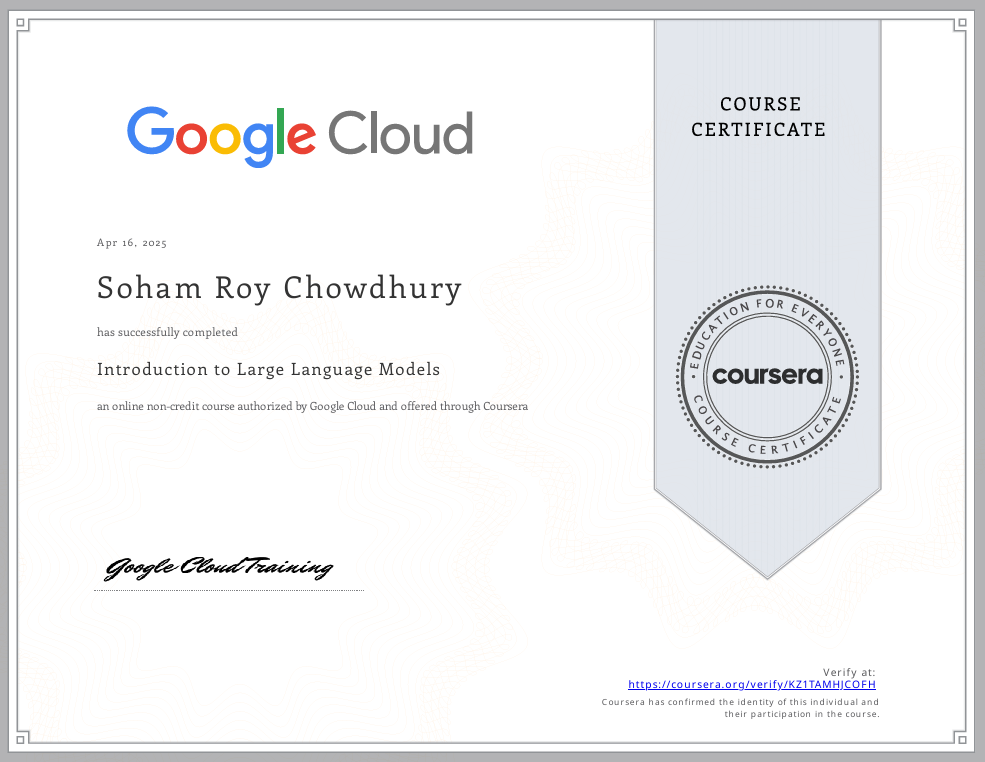 Google Cloud
COURSE
CERTIFICATE
Apr 16, 2025
Soham Roy Chowdhury
has successfully completed
Introduction to Large Language Models
an online non-credit course authorized by Google Cloud and offered through Coursera
EDUCATION FOR EVERYONE
coursera
COURSE CERTIFICATE
Google Cloud Training
Verify at:
https://coursera.org/verify/KZ1TAMHJCOFH
Coursera has confirmed the identity of this individual and
their participation in the course.